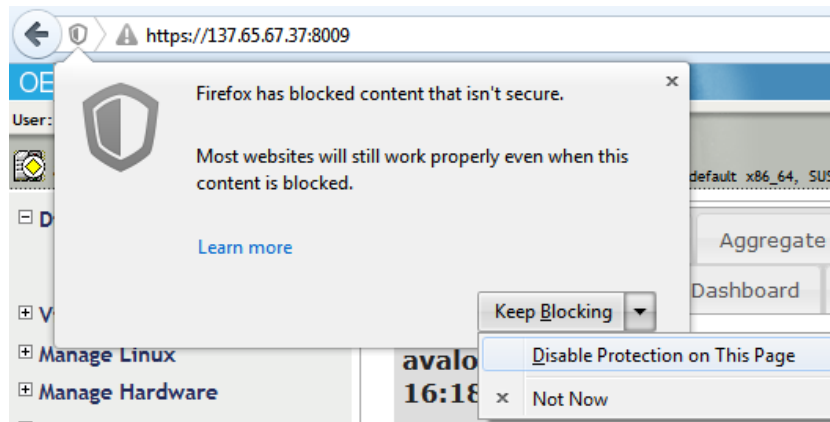 https://137.65.67.37:8009
OE
User:
Firefox has blocked content that isn't secure.
Most websites will still work properly even when this
content is blocked.
Learn more
default x86_64, SUS
D
Aggregate
Dashboard
Keep Blocking
V
Disable Protection on This Page
Manage Linux
avalo
Not Now
Manage Hardware
16:18